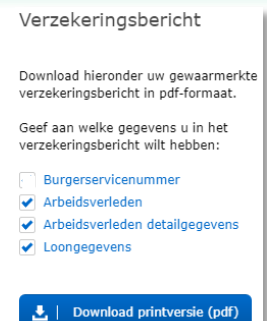 Verzekeringsbericht
Download hieronder uw gewaarmerkte
verzekeringsbericht in pdf-formaat.
Geef aan welke gegevens u in het
verzekeringsbericht wilt hebben:
Burgerservicenummer
Arbeidsverleden
Arbeidsverleden detailgegevens
Loongegevens
Download printversie (pdf)